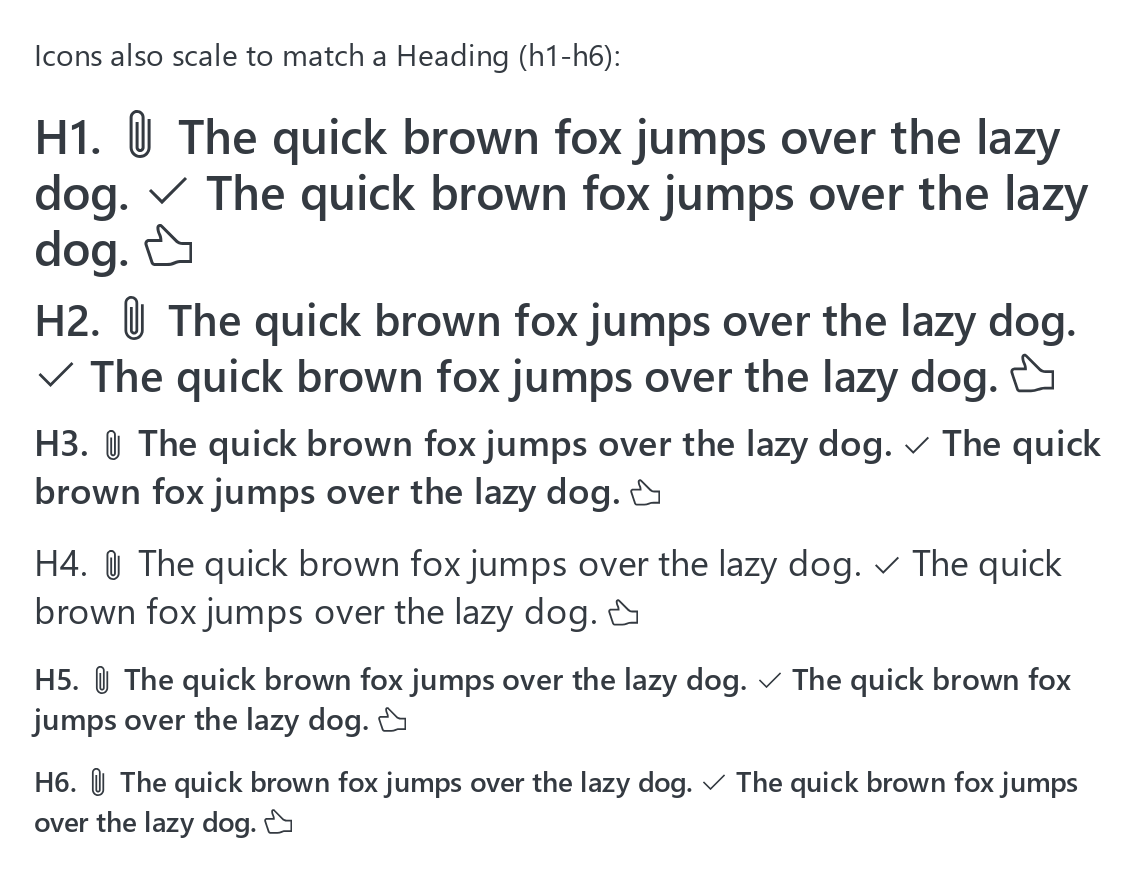 Icons also scale to match a Heading (h1-h6):
H1. The quick brown fox jumps over the lazy
dog. The quick brown fox jumps over the lazy
dog.
H2. The quick brown fox jumps over the lazy dog.
The quick brown fox jumps over the lazy dog.
H3. The quick brown fox jumps over the lazy dog. The quick
brown fox jumps over the lazy dog.
H4. The quick brown fox jumps over the lazy dog. The quick
brown fox jumps over the lazy dog.
H5. The quick brown fox jumps over the lazy dog. The quick brown fox
jumps over the lazy dog.
H6. The quick brown fox jumps over the lazy dog. The quick brown fox jumps
over the lazy dog.